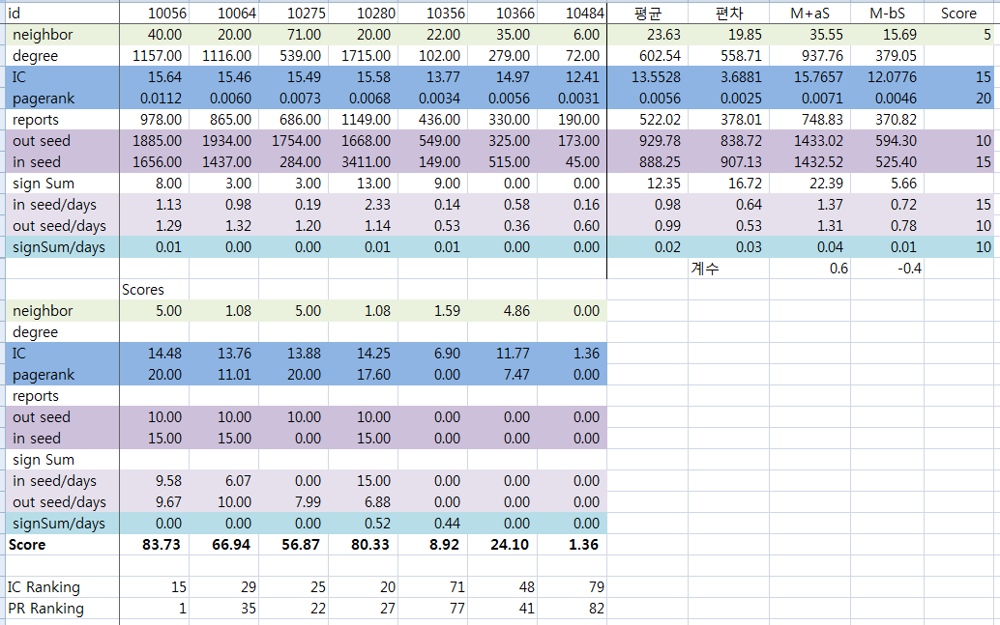 id 10056 10064 10275 10280 10356 10366 10484 평균 편차 M+aS M-bS Score
neighbor 40.00 20.00 71.00 20.00 22.00 35.00 6.00 23.63 19.85 35.55 15.69 5
degree 1157.00 1116.00 539.00 1715.00 102.00 279.00 72.00 602.54 558.71 937.76 379.05
IC 15.64 15.46 15.49 15.58 13.77 14.97 12.41 13.5528 3.6881 15.7657 12.0776 15
pagerank 0.0112 0.0060 0.0073 0.0068 0.0034 0.0056 0.0031 0.0056 0.0025 0.0071 0.0046 20
reports 978.00 865.00 686.00 1149.00 436.00 330.00 190.00 522.02 378.01 748.83 370.82
out seed 1885.00 1934.00 1754.00 1668.00 549.00 325.00 173.00 929.78 838.72 1433.02 594.30 10
in seed 1656.00 1437.00 284.00 3411.00 149.00 515.00 45.00 888.25 907.13 1432.52 525.40 15
sign Sum 8.00 3.00 3.00 13.00 9.00 0.00 0.00 12.35 16.72 22.39 5.66
in seed/days 1.13 0.98 0.19 2.33 0.14 0.58 0.16 0.98 0.64 1.37 0.72 15
out seed/days 1.29 1.32 1.20 1.14 0.53 0.36 0.60 0.99 0.53 1.31 0.78 10
signSum/days 0.01 0.00 0.00 0.01 0.01 0.00 0.00 0.02 0.03 0.04 0.01 10
계수 0.6 -0.4
Scores
neighbor 5.00 1.08 5.00 1.08 1.59 4.86 0.00
degree
IC 14.48 13.76 13.88 14.25 6.90 11.77 1.36
pagerank 20.00 11.01 20.00 17.60 0.00 7.47 0.00
reports
out seed 10.00 10.00 10.00 10.00 0.00 0.00 0.00
in seed 15.00 15.00 0.00 15.00 0.00 0.00 0.00
sign Sum
in seed/days 9.58 6.07 0.00 15.00 0.00 0.00 0.00
out seed/days 9.67 10.00 7.99 6.88 0.00 0.00 0.00
signSum/days 0.00 0.00 0.00 0.52 0.44 0.00 0.00
Score 83.73 66.94 56.87 80.33 8.92 24.10 1.36
IC Ranking 15 29 25 20 71 48 79
PR Ranking 1 35 22 27 77 41 82